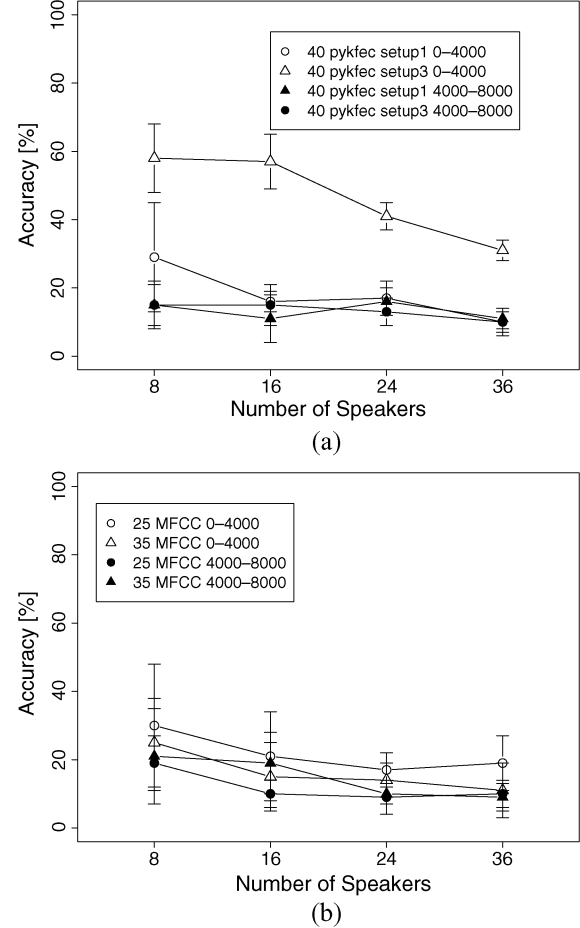 100
80
60
40
20
0
Accuracy [%]
40 pykfec setup1 0–4000
40 pykfec setup3 0–4000
40 pykfec setup1 4000–8000
40 pykfec setup3 4000–8000
8 16 24 36
Number of Speakers
(a)
100
80
60
40
20
0
Accuracy [%]
25 MFCC 0–4000
35 MFCC 0–4000
25 MFCC 4000–8000
35 MFCC 4000–8000
8 16 24 36
Number of Speakers
(b)